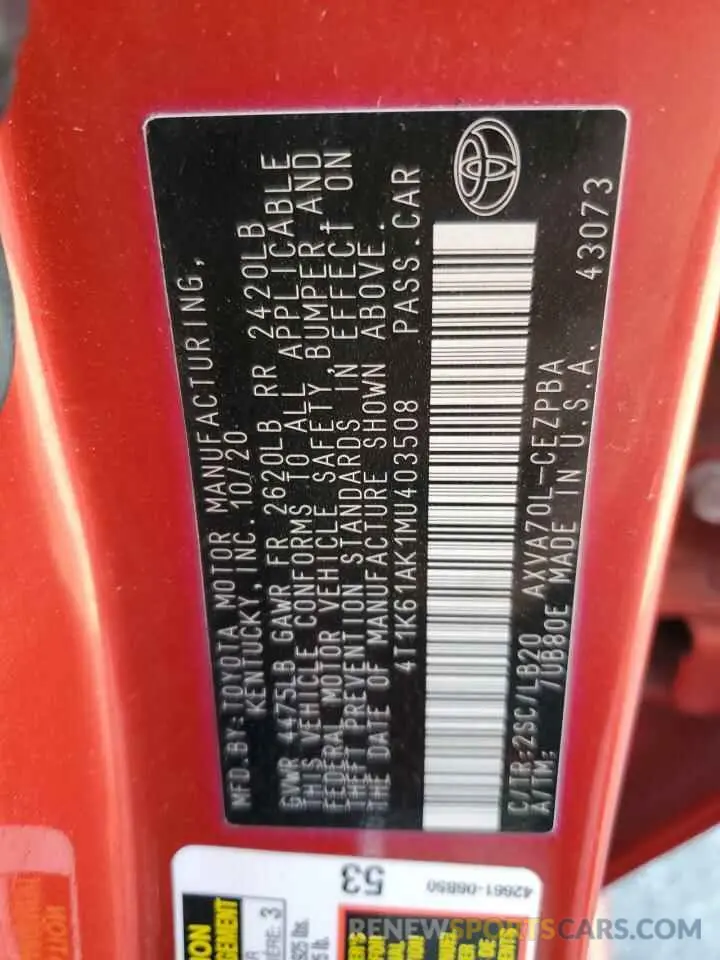 MFD.BY:TOYOTA MOTOR MANUFACTURING,
KENTUCKY,INC. 10/20
GVWR 4475LB GAWR FR 2620LB RR 2420LB
THIS VEHICLE CONFORMS TO ALL APPLICABLE
FEDERAL MOTOR VEHICLE SAFETY, BUMPER AND
THEFT PREVENTION STANDARDS IN EFFECT ON
THE DATE OF MANUFACTURE SHOWN ABOVE.
4T1K61AK1MU403508 PASS.CAR
C/TR:2SC/LB20 AXVA70L-CEZPBA
A/TM: /UB80E MADE IN U.S.A. 43073
53
42661-06B50
3
RENEWSPORTSCARS.COM